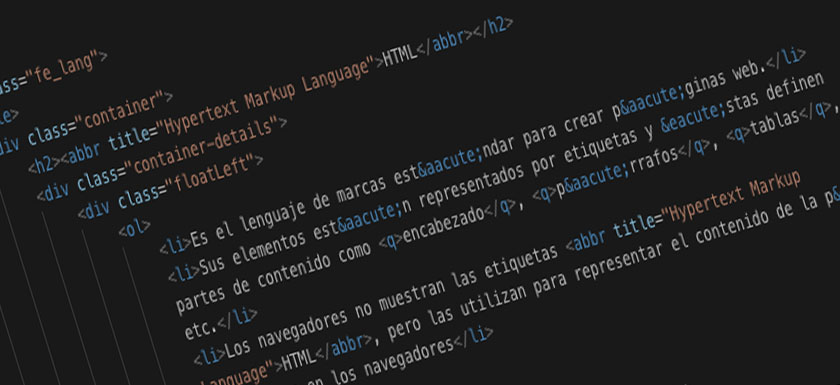 class="fe_lang">
div class="container">
<h2><abbr title="Hypertext Markup Language">HTML</abbr></h2>
<div class="container-details">
<div class="floatLeft">
<ol>
<li>Es el lenguaje de marcas est&aacute;ndar para crear p&aacute;ginas web.</li>
<li>Sus elementos est&aacute;n representados por etiquetas y &eacute;stas definen
partes de contenido como <q>encabezado</q>, <q>p&aacute;rrafos</q>, <q>tablas</q>,
etc.</li>
<li>Los navegadores no muestran las etiquetas <abbr title="Hypertext Markup
Language">HTML</abbr>, pero las utilizan para representar el contenido de la p&
en los navegadores</li>